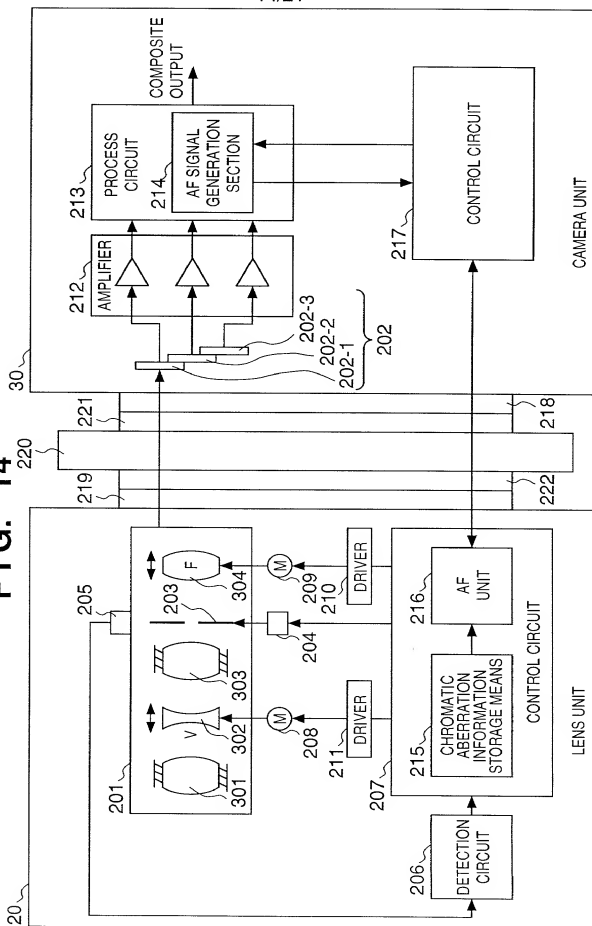 FIG. 14
20
201
205
301
302
V
303
203
304
F
204
208
M
209
M
211
DRIVER
210
DRIVER
206
DETECTION
CIRCUIT
207
215
CHROMATIC
ABERRATION
INFORMATION
STORAGE MEANS
216
AF
UNIT
CONTROL CIRCUIT
LENS UNIT
219
220
221
222
218
30
202-1
202-2
202-3
202
212
AMPLIFIER
213
PROCESS
CIRCUIT
214
AF SIGNAL
GENERATION
SECTION
COMPOSITE
OUTPUT
217
CONTROL CIRCUIT
CAMERA UNIT